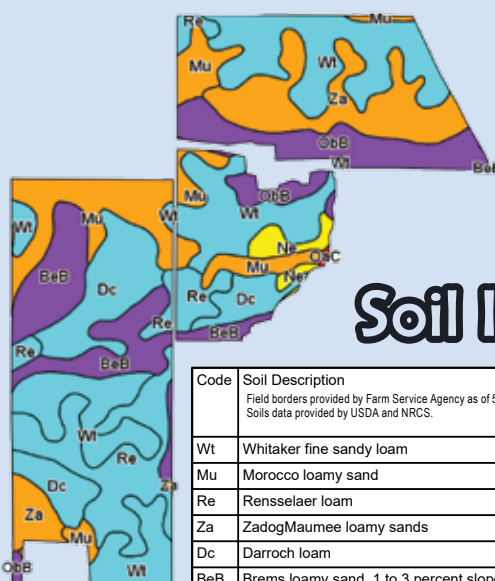 Re
Mu
Mu
Wt
Za
ObB
Wt
BeB
Mu
ObB
Wt
Wt
Mu
Wt
BeB
Dc
Ne
OaC
Mu
Ne
Re
Dc
Re
BeB
Re
BeB
Soil
Wt
Re
Dc
Za
Za
Mu
ObB
Wt
Code Soil Description
Field borders provided by Farm Service Agency as of 5
Soils data provided by USDA and NRCS.
Wt Whitaker fine sandy loam
Mu Morocco loamy sand
Re Rensselaer loam
Za ZadogMaumee loamy sands
Dc Darroch loam
BeB Brems loamy sand, 1 to 3 percent slope